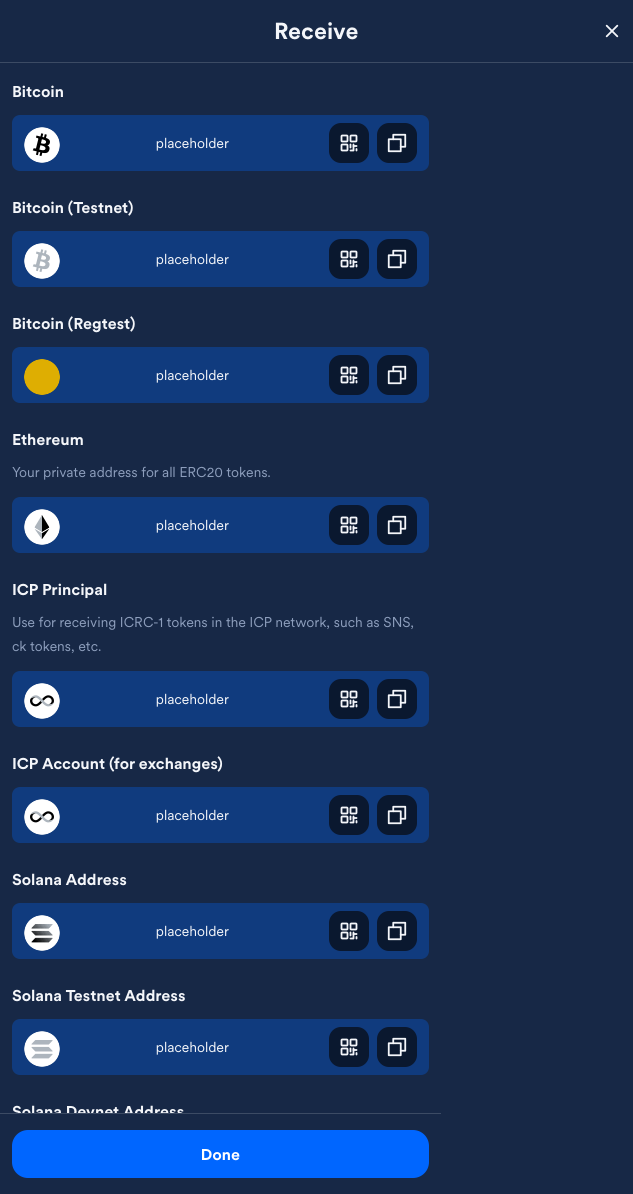 Receive
Bitcoin
placeholder
Bitcoin (Testnet)
placeholder
Bitcoin (Regtest)
placeholder
Ethereum
Your private address for all ERC20 tokens.
placeholder
ICP Principal
Use for receiving ICRC-1 tokens in the ICP network, such as SNS,
ck tokens, etc.
placeholder
ICP Account (for exchanges)
placeholder
Solana Address
placeholder
Solana Testnet Address
placeholder
Solana Devnet Address
Done